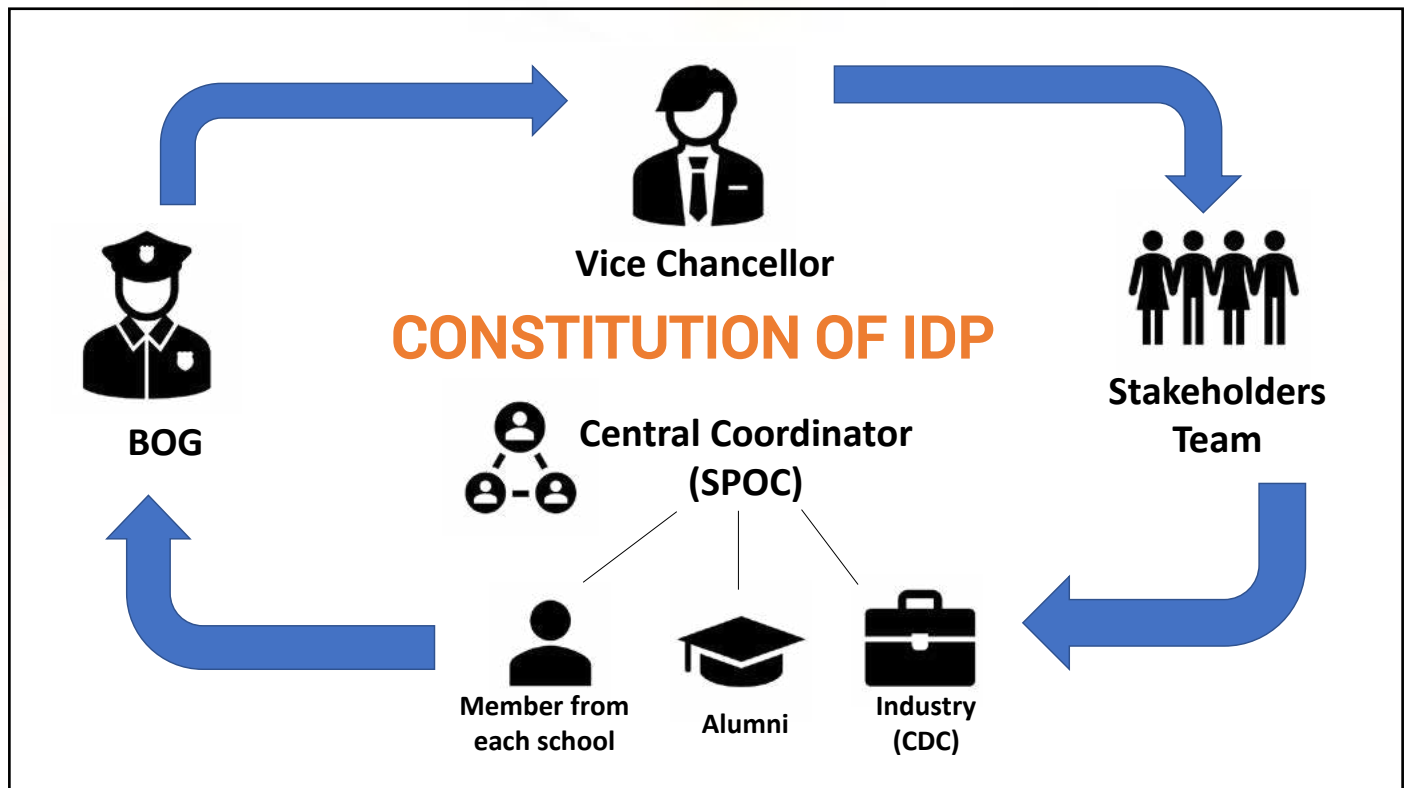 Vice Chancellor
CONSTITUTION OF IDP
BOG
Stakeholders
Team
Central Coordinator
(SPOC)
Member from
each school
Alumni
Industry
(CDC)